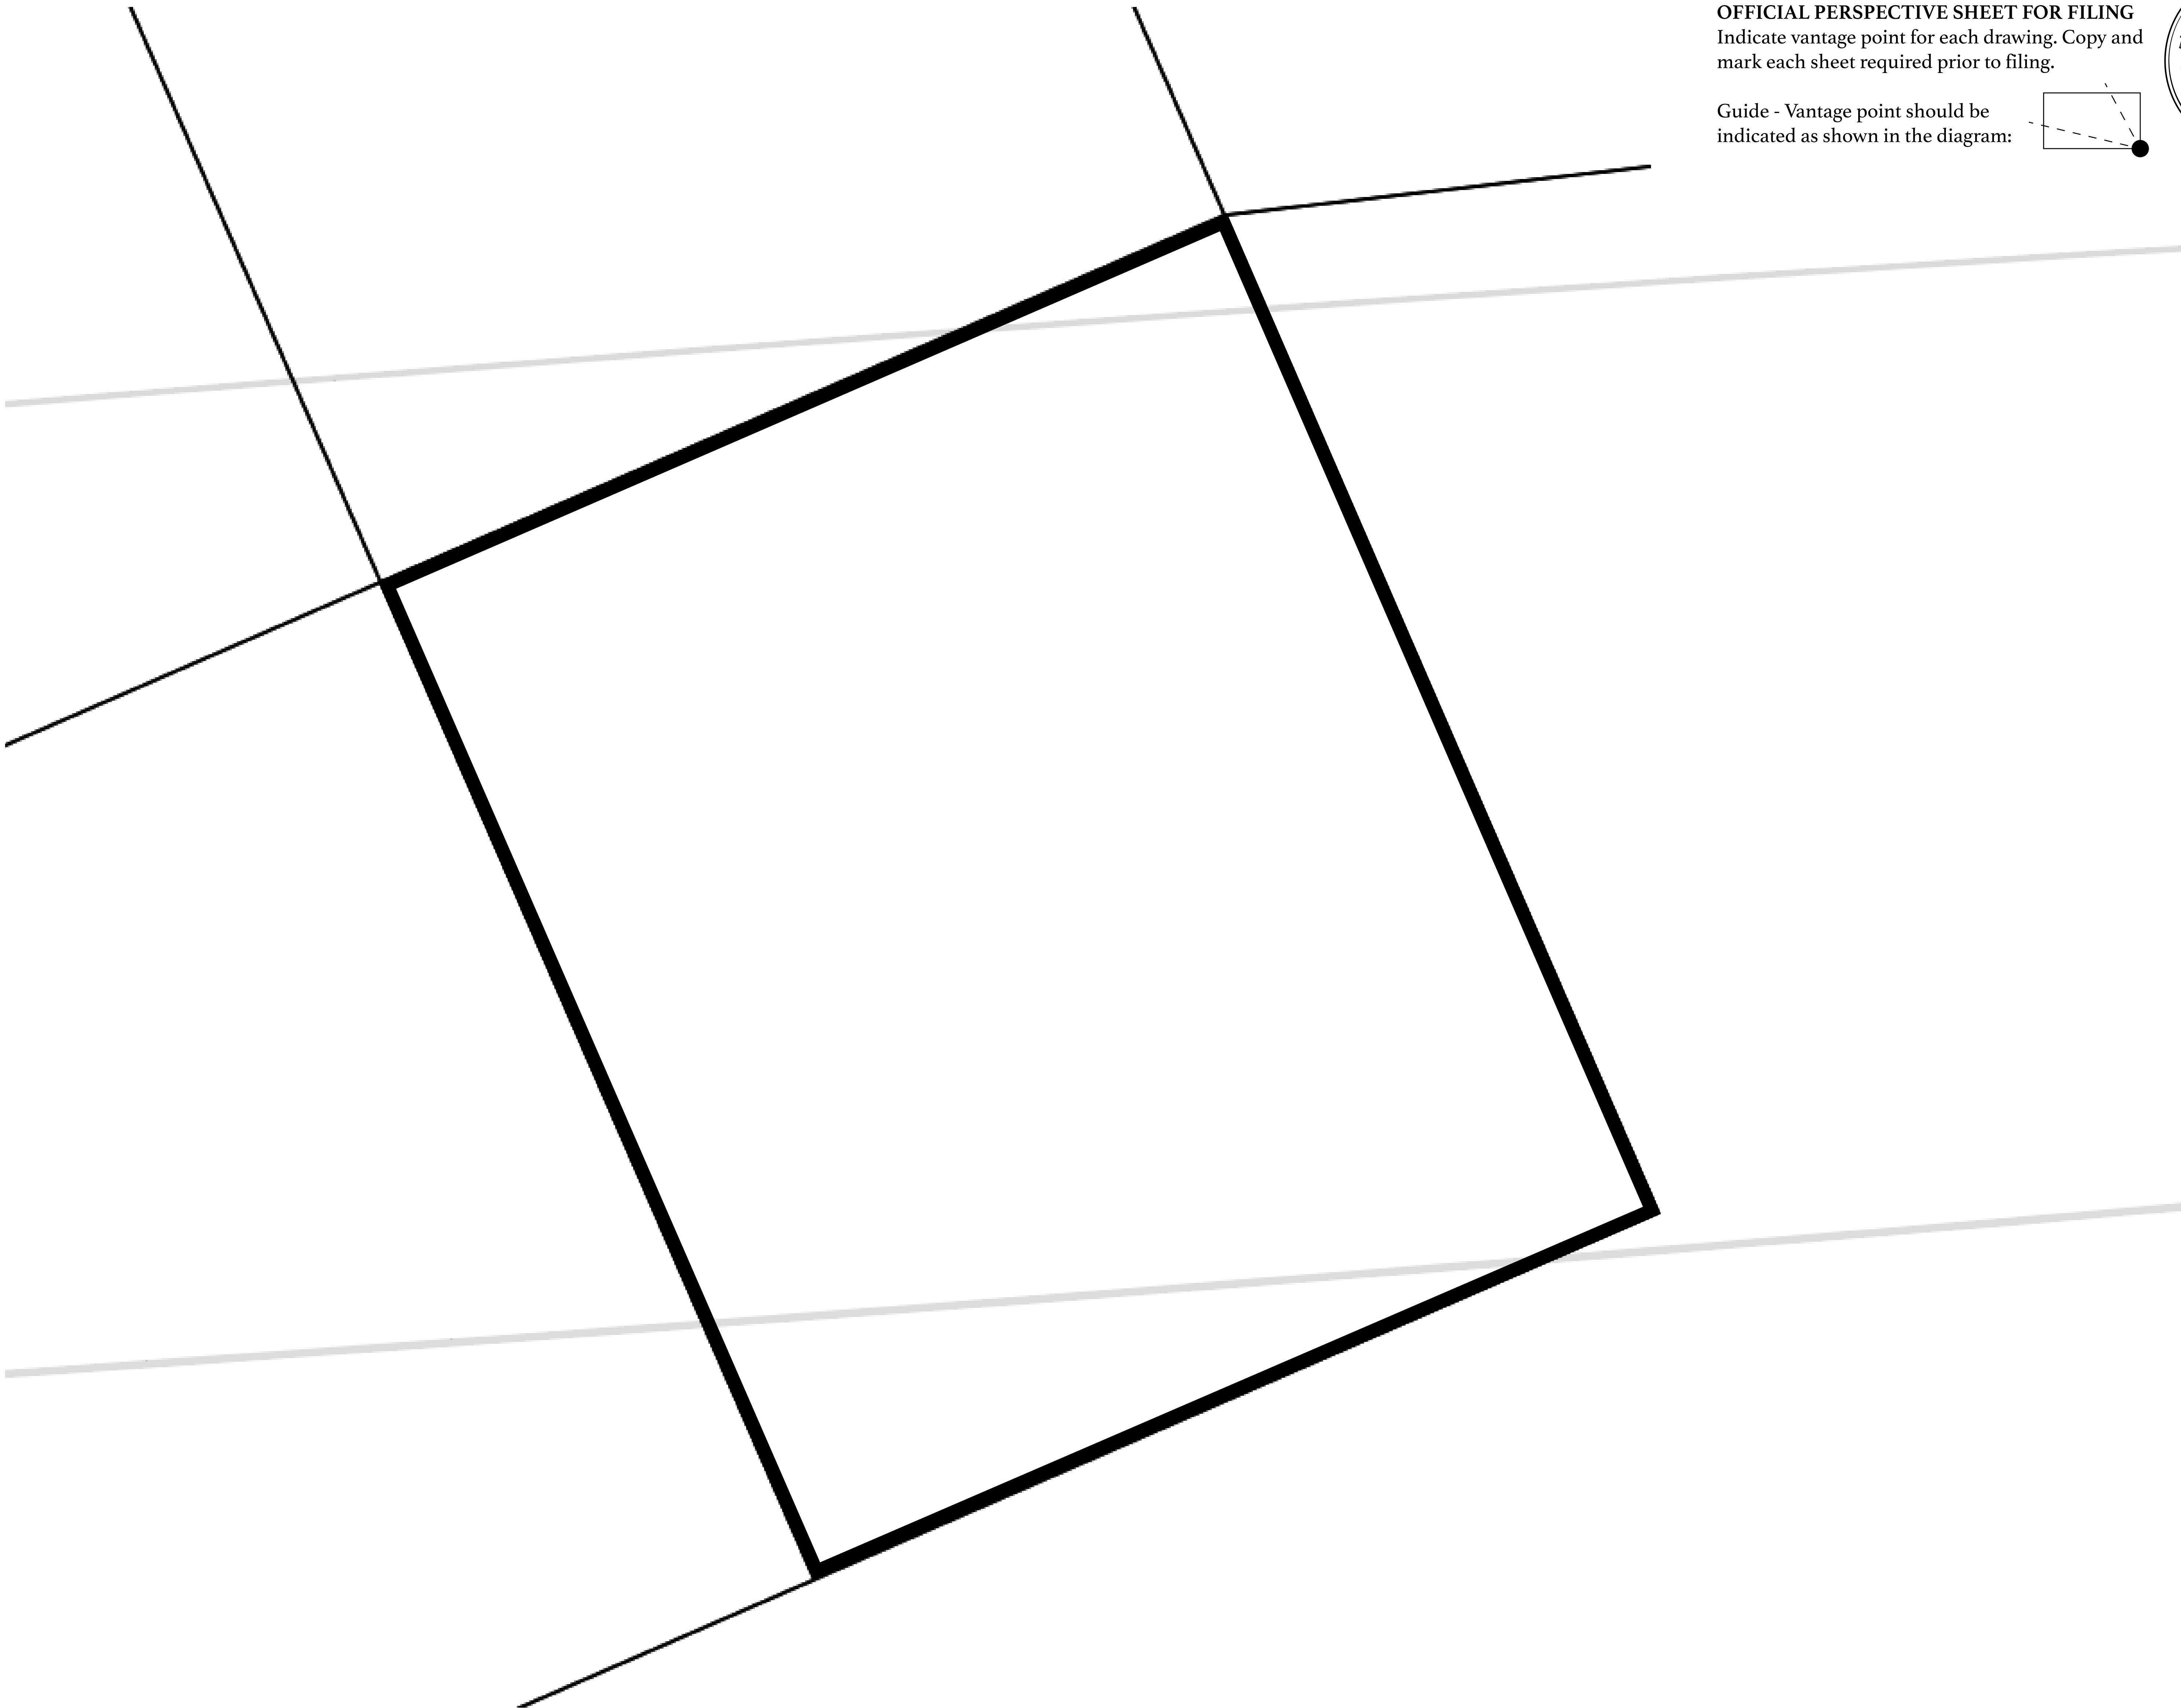 OFFICIAL PERSPECTIVE SHEET FOR FILING
Indicate vantage point for each drawing. Copy and
mark each sheet required prior to filing.
Guide - Vantage point should be
indicated as shown in the diagram: